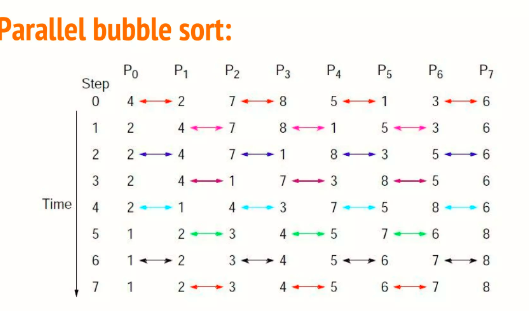 Parallel bubble sort:
P0 P1 P2 P3 P4 P5 P6 P7
Step
0 4 2 7 8 5 1 3 6
1 2 4 7 8 1 5 3 6
2 2 4 7 1 8 3 5 6
3 2 4 1 7 3 8 5 6
Time
4 2 1 4 3 7 5 8 6
5 1 2 3 4 5 7 6 8
6 1 2 3 4 5 6 7 8
7 1 2 3 4 5 6 7 8